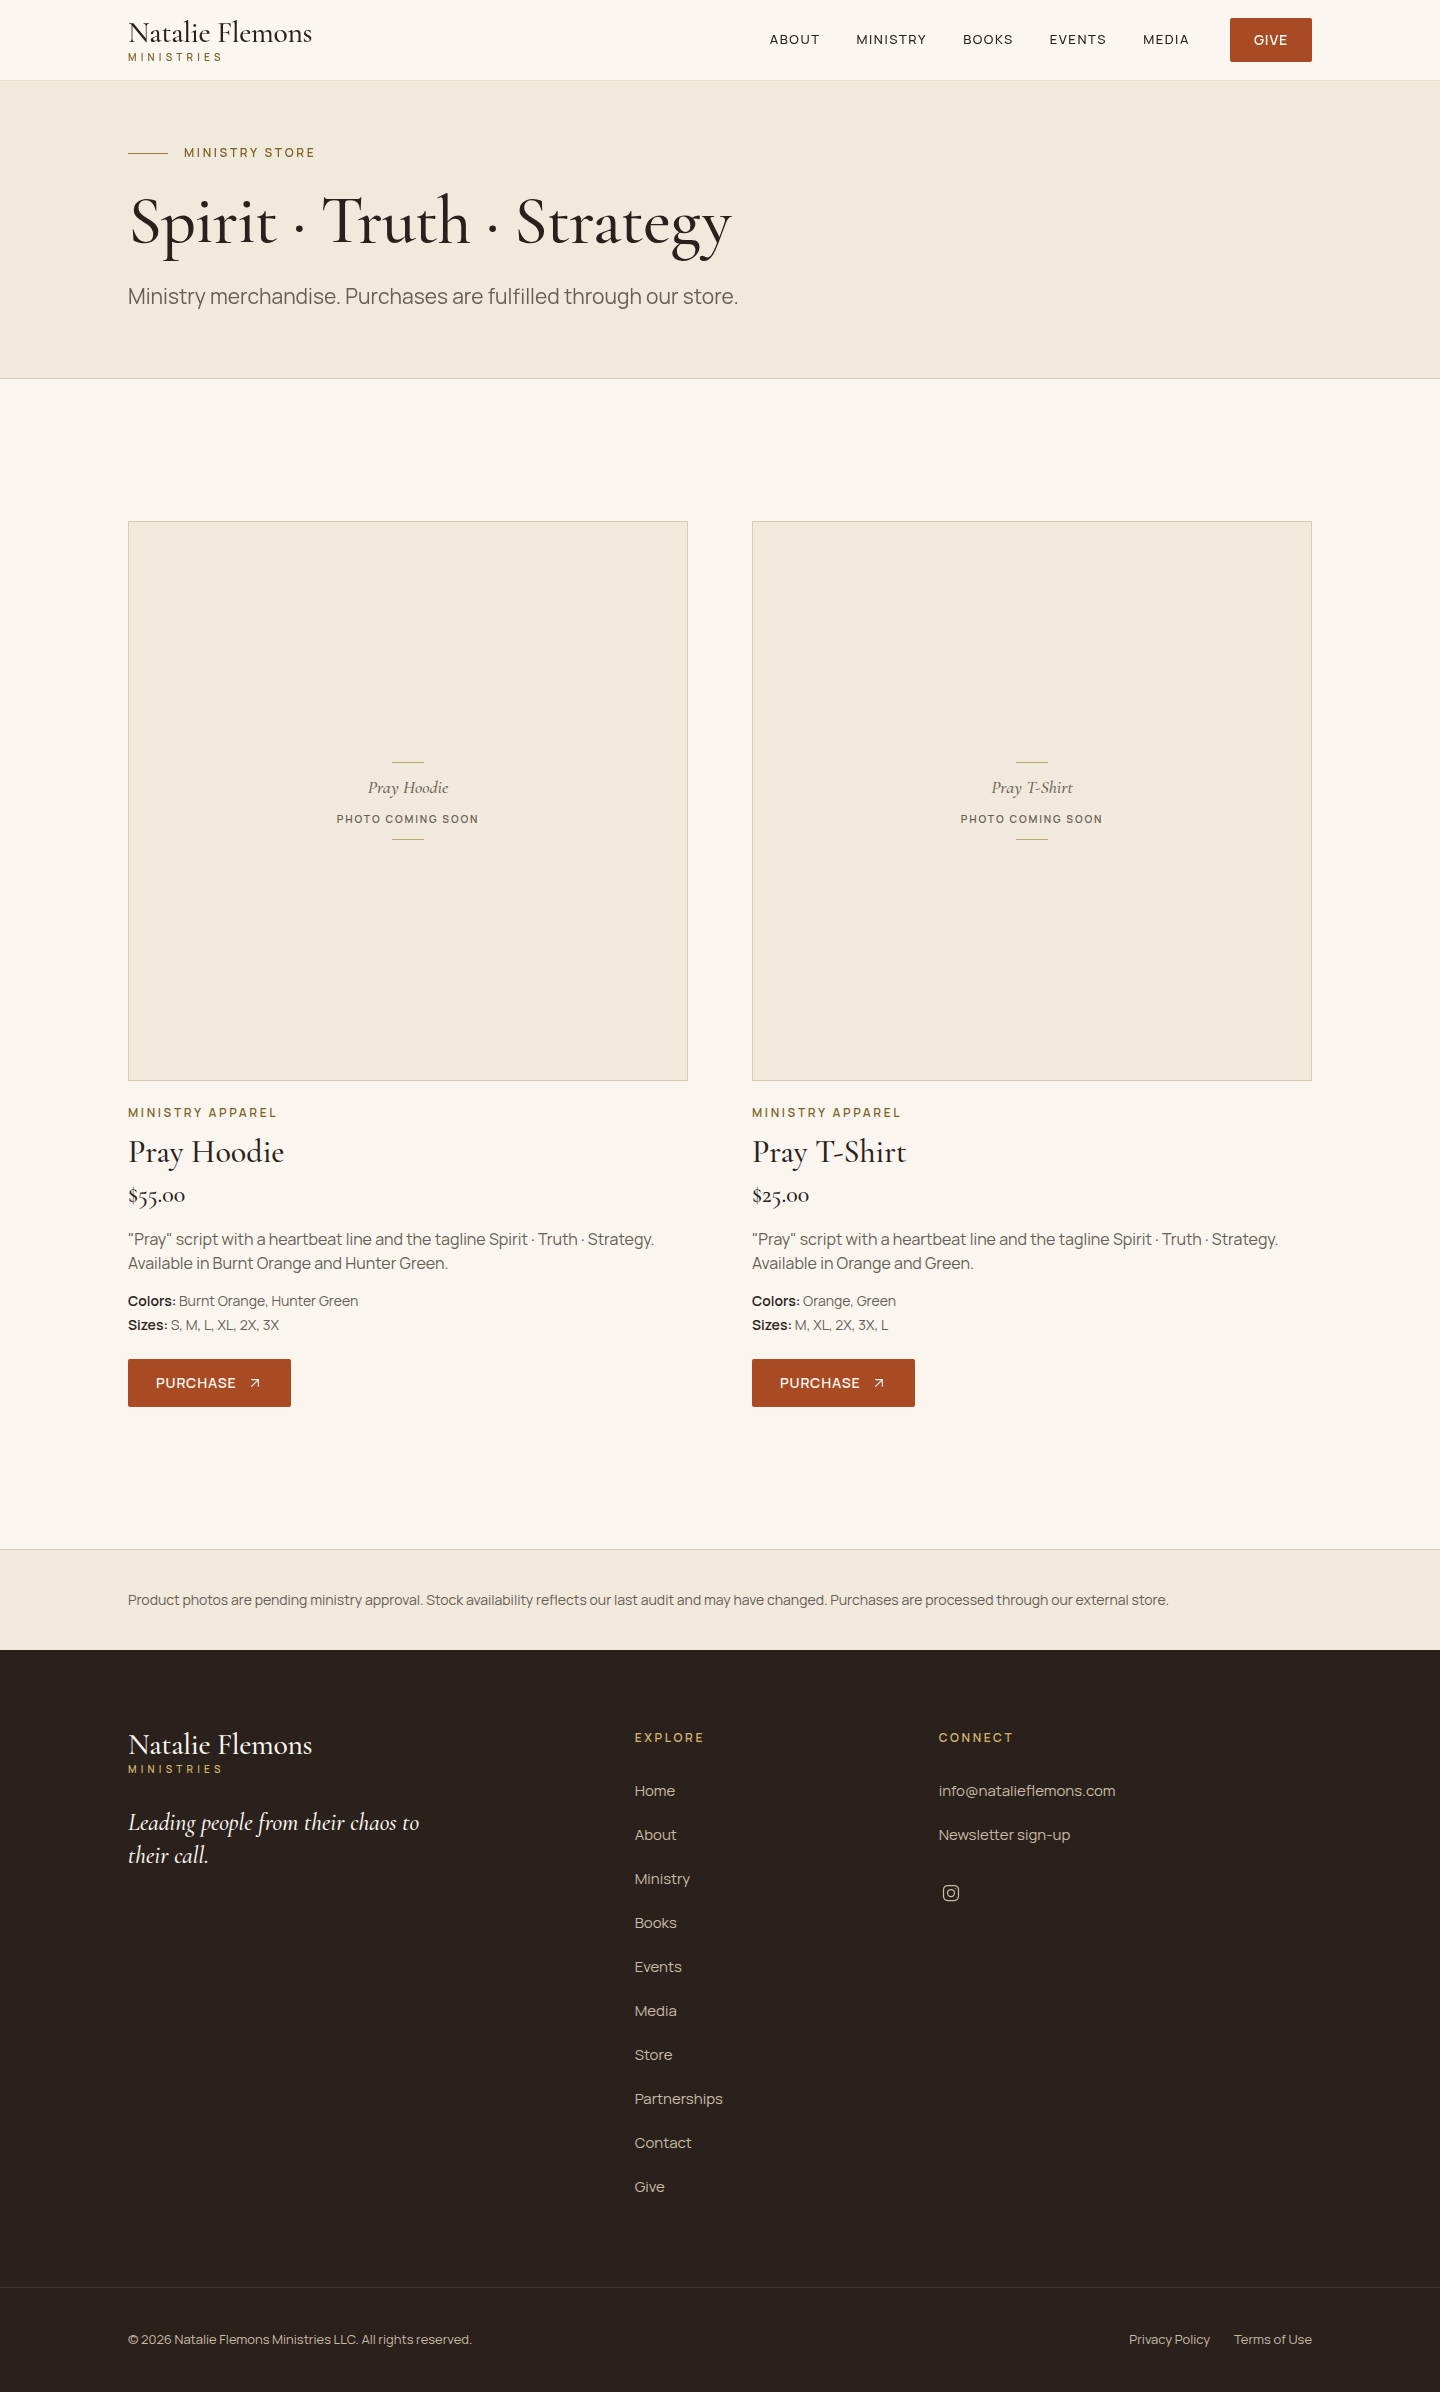 Natalie Flemons
MINISTRIES
ABOUT
MINISTRY
BOOKS
EVENTS
MEDIA
GIVE
MINISTRY STORE
Spirit · Truth · Strategy
Ministry merchandise. Purchases are fulfilled through our store.
Pray Hoodie
PHOTO COMING SOON
Pray T-Shirt
PHOTO COMING SOON
MINISTRY APPAREL
Pray Hoodie
$55.00
"Pray" script with a heartbeat line and the tagline Spirit · Truth · Strategy.
Available in Burnt Orange and Hunter Green.
Colors: Burnt Orange, Hunter Green
Sizes: S, M, L, XL, 2X, 3X
PURCHASE
MINISTRY APPAREL
Pray T-Shirt
$25.00
"Pray" script with a heartbeat line and the tagline Spirit · Truth · Strategy.
Available in Orange and Green.
Colors: Orange, Green
Sizes: M, XL, 2X, 3X, L
PURCHASE
Product photos are pending ministry approval. Stock availability reflects our last audit and may have changed. Purchases are processed through our external store.
Natalie Flemons
MINISTRIES
Leading people from their chaos to
their call.
EXPLORE
Home
About
Ministry
Books
Events
Media
Store
Partnerships
Contact
Give
CONNECT
info@natalieflemons.com
Newsletter sign-up
© 2026 Natalie Flemons Ministries LLC. All rights reserved.
Privacy Policy
Terms of Use